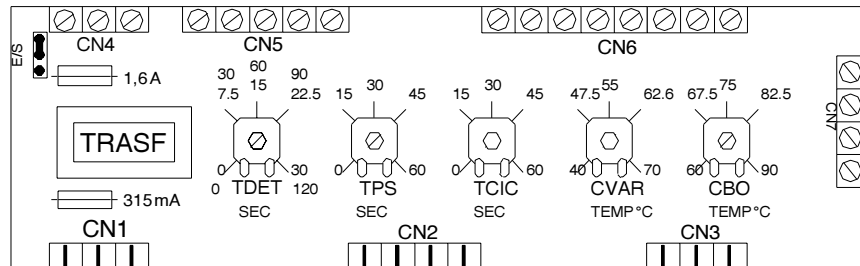 CN4
CN5
CN6
E/S
1,6A
TRASF
315mA
30 60 90
7.5 15 22.5
0 30
0 120
TDET
SEC
15 30 45
0 60
TPS
SEC
15 30 45
0 60
TCIC
SEC
47.5 55 62.6
40 70
CVAR
TEMP°C
67.5 75 82.5
60 90
CBO
TEMP°C
CN7
CN1
CN2
CN3